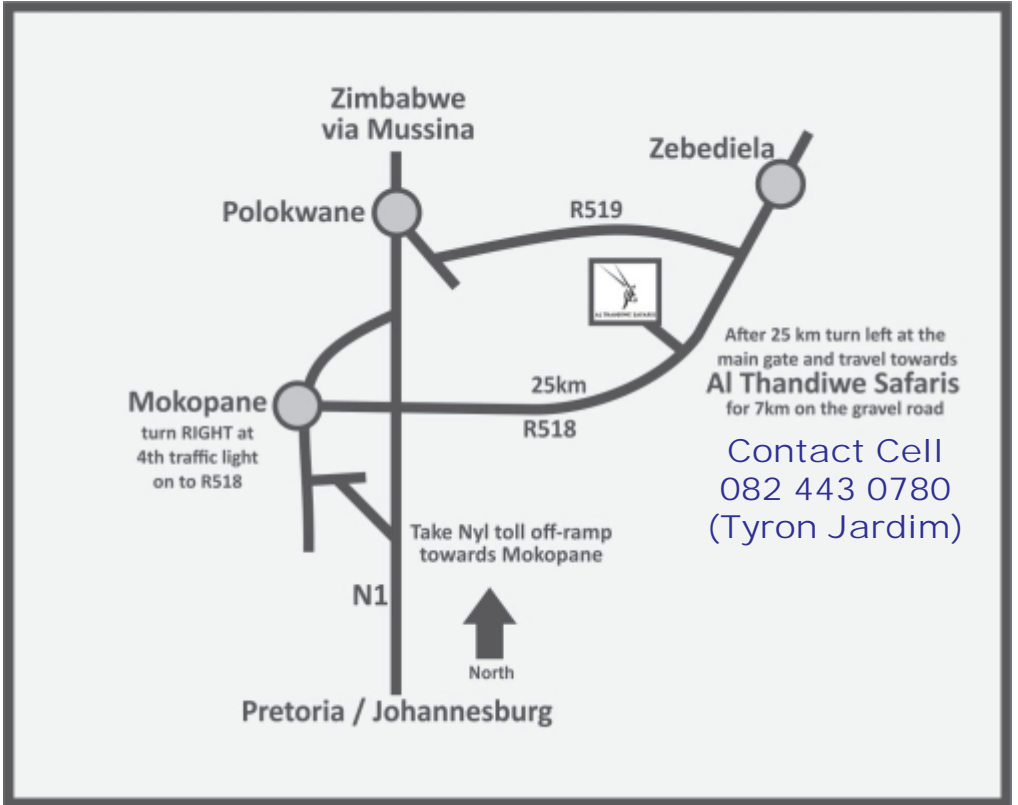 Zimbabwe
via Mussina
Zebediela
Polokwane
R519
AL THANDIWE SAFARIS
After 25 km turn left at the
main gate and travel towards
Al Thandiwe Safaris
for 7km on the gravel road
25km
R518
Mokopane
turn RIGHT at
4th traffic light
on to R518
Contact Cell
082 443 0780
(Tyron Jardim)
Take Nyl toll off-ramp
towards Mokopane
N1
North
Pretoria / Johannesburg